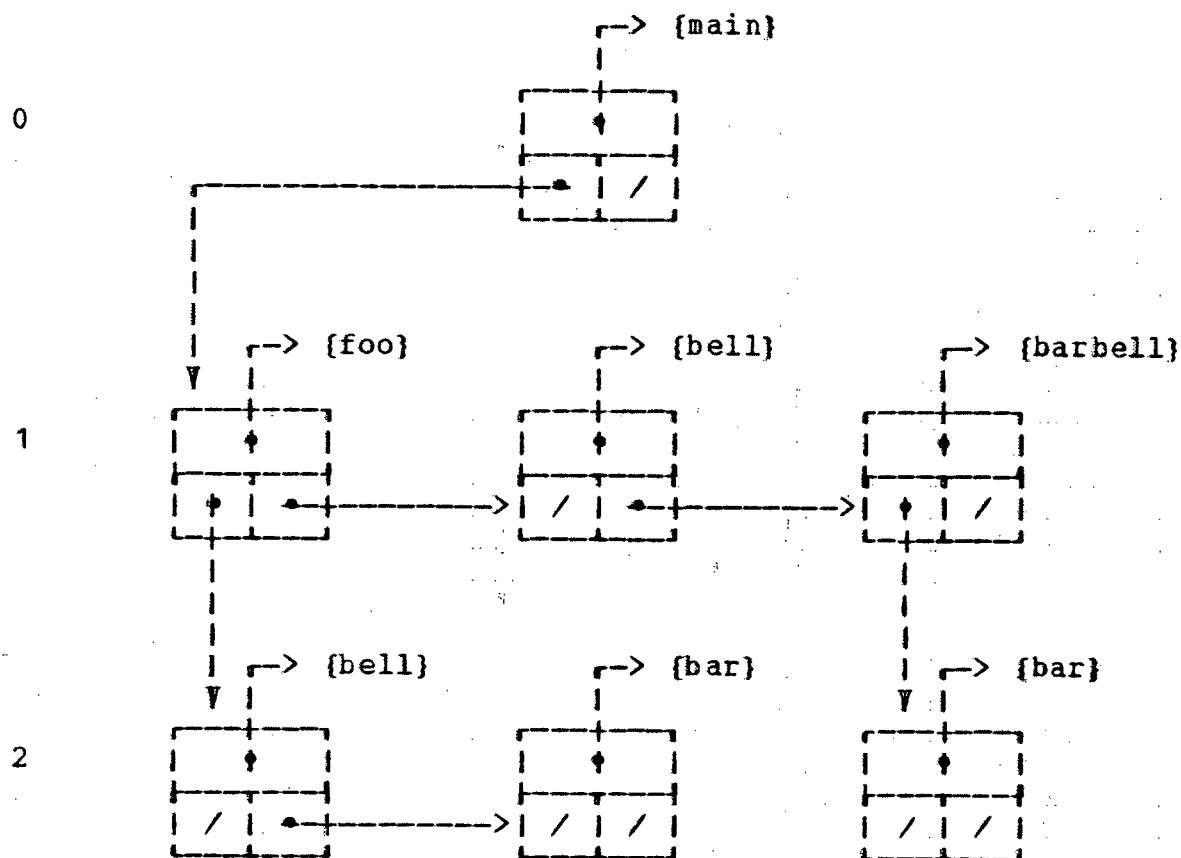 {main}
0
/
{foo} {bell} {barbell}
1
/ /
{bell} {bar} {bar}
2
/ / / / /